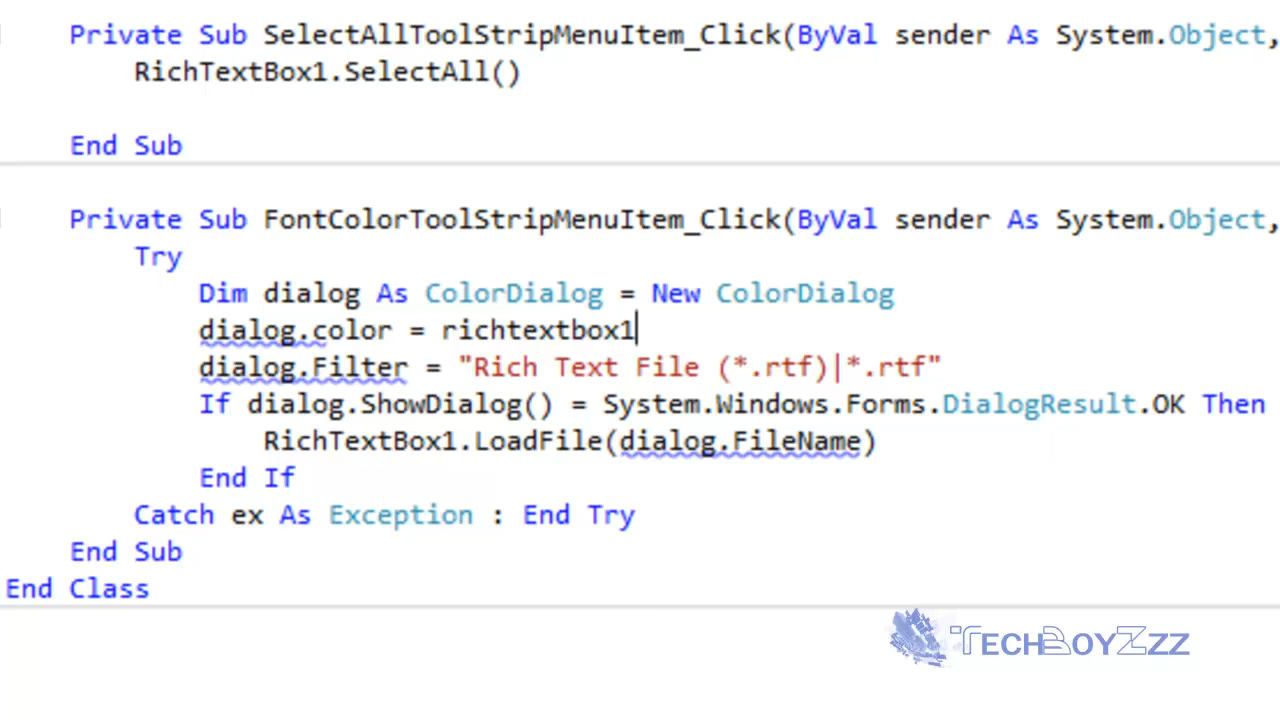 Private Sub SelectAllToolStripMenuItem_Click(ByVal sender As System.Object,
RichTextBox1.SelectAll()
End Sub
Private Sub FontColorToolStripMenuItem_Click(ByVal sender As System.Object,
Try
Dim dialog As ColorDialog = New ColorDialog
dialog.color = richtextbox1
dialog.Filter = "Rich Text File (*.rtf)|*.rtf"
If dialog.ShowDialog() = System.Windows.Forms.DialogResult.OK Then
RichTextBox1.LoadFile(dialog.FileName)
End If
Catch ex As Exception : End Try
End Sub
End Class
TECHBOYZZZ